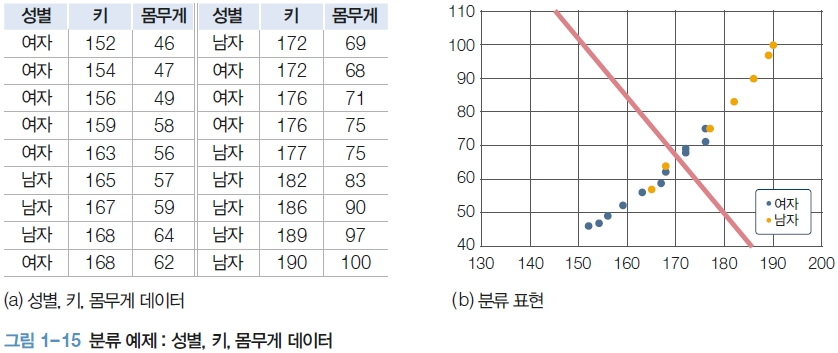 성별 키 몸무게 성별 키 몸무게
여자 152 46 남자 172 69
여자 154 47 여자 172 68
여자 156 49 여자 176 71
여자 159 58 여자 176 75
여자 163 56 남자 177 75
남자 165 57 남자 182 83
남자 167 59 남자 186 90
남자 168 64 남자 189 97
여자 168 62 남자 190 100
(a) 성별, 키, 몸무게 데이터
110
100
90
80
70
60
50
40
130 140 150 160 170 180 190 200
여자
남자
(b) 분류 표현
그림 1-15 분류 예제 : 성별, 키, 몸무게 데이터